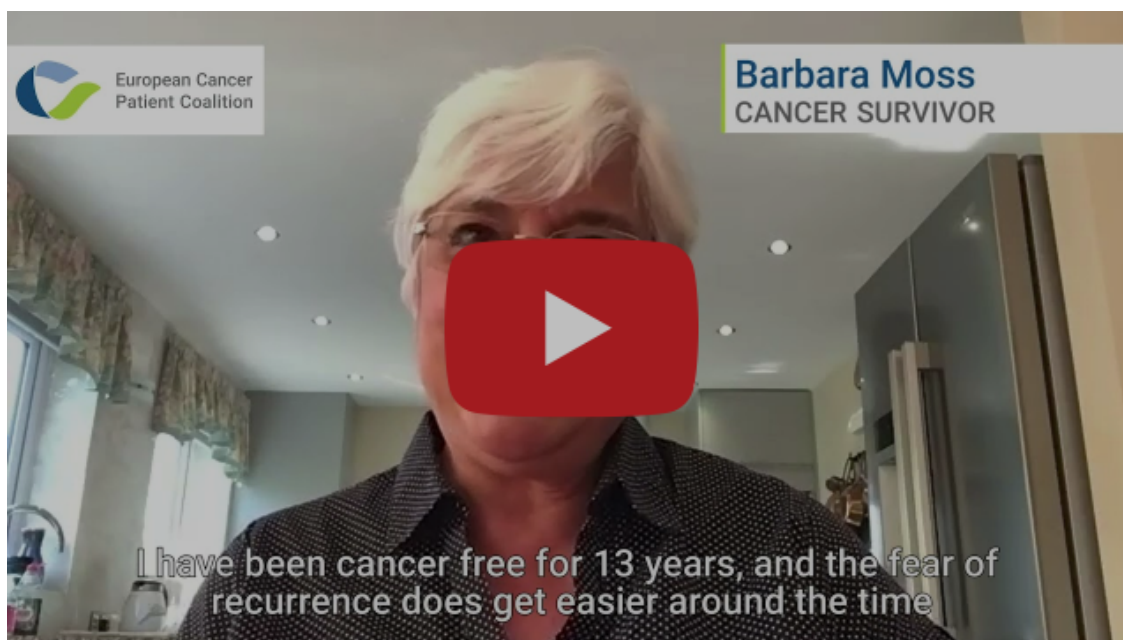 European Cancer
Patient Coalition
Barbara Moss
CANCER SURVIVOR
I have been cancer free for 13 years, and the fear of
recurrence does get easier around the time